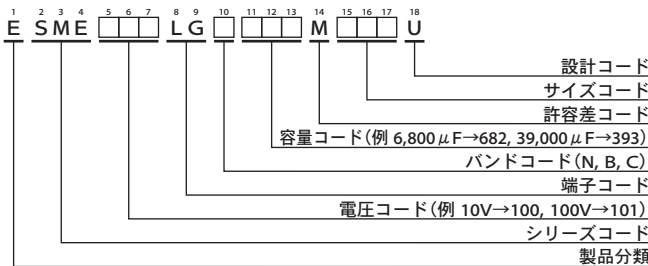 1 2 3 4 5 6 7 8 9 10 11 12 13 14 15 16 17 18
E SME □□□ LG □ □□□ M □□□ U
設計コード
サイズコード
許容差コード
容量コード(例 6,800μF→682, 39,000μF→393)
バンドコード(N, B, C)
端子コード
電圧コード(例 10V→100, 100V→101)
シリーズコード
製品分類